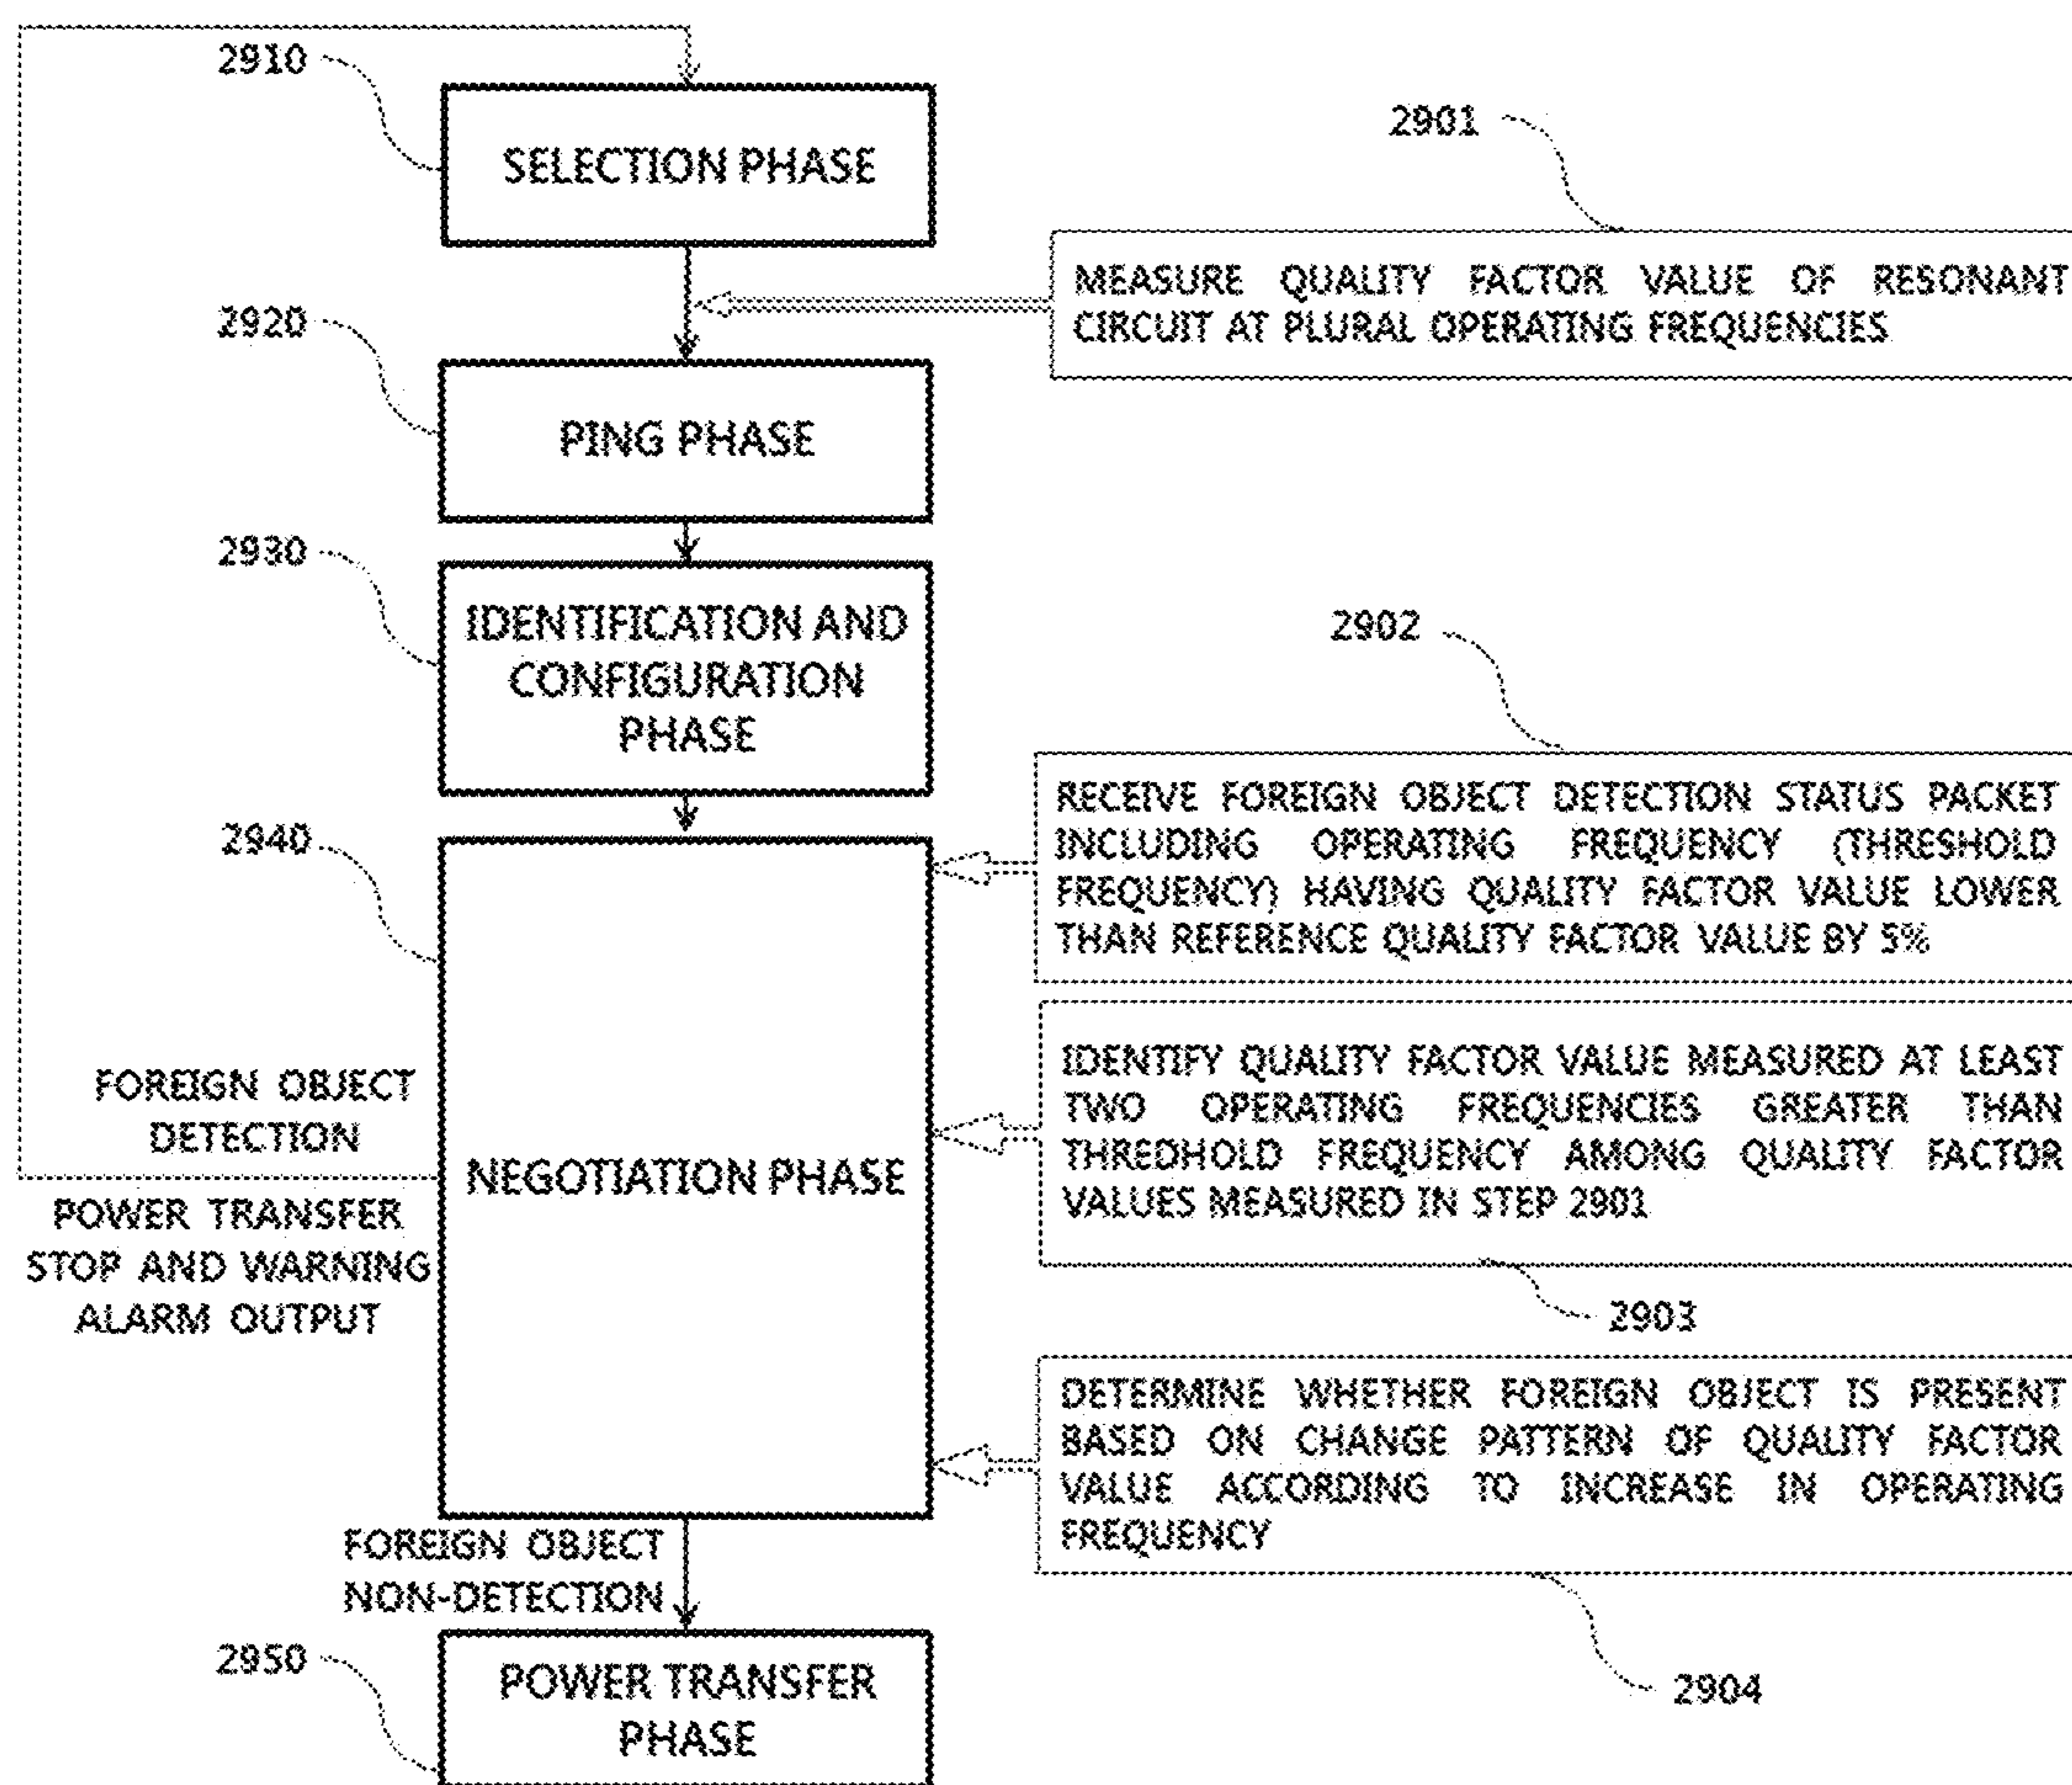 2910
SELECTION PHASE
2901
MEASURE QUALITY FACTOR VALUE OF RESONANT
CIRCUIT AT PLURAL OPERATING FREQUENCIES
2920
PING PHASE
2930
IDENTIFICATION AND
CONFIGURATION
PHASE
2902
RECEIVE FOREIGN OBJECT DETECTION STATUS PACKET
INCLUDING OPERATING FREQUENCY (THRESHOLD
FREQUENCY) HAVING QUALITY FACTOR VALUE LOWER
THAN REFERENCE QUALITY FACTOR VALUE BY 5%
2940
NEGOTIATION PHASE
IDENTIFY QUALITY FACTOR VALUE MEASURED AT LEAST
TWO OPERATING FREQUENCIES GREATER THAN
THREDHOLD FREQUENCY AMONG QUALITY FACTOR
VALUES MEASURED IN STEP 2901
2903
FOREIGN OBJECT
DETECTION
POWER TRANSFER
STOP AND WARNING
ALARM OUTPUT
DETERMINE WHETHER FOREIGN OBJECT IS PRESENT
BASED ON CHANGE PATTERN OF QUALITY FACTOR
VALUE ACCORDING TO INCREASE IN OPERATING
FREQUENCY
2904
FOREIGN OBJECT
NON-DETECTION
2950
POWER TRANSFER
PHASE